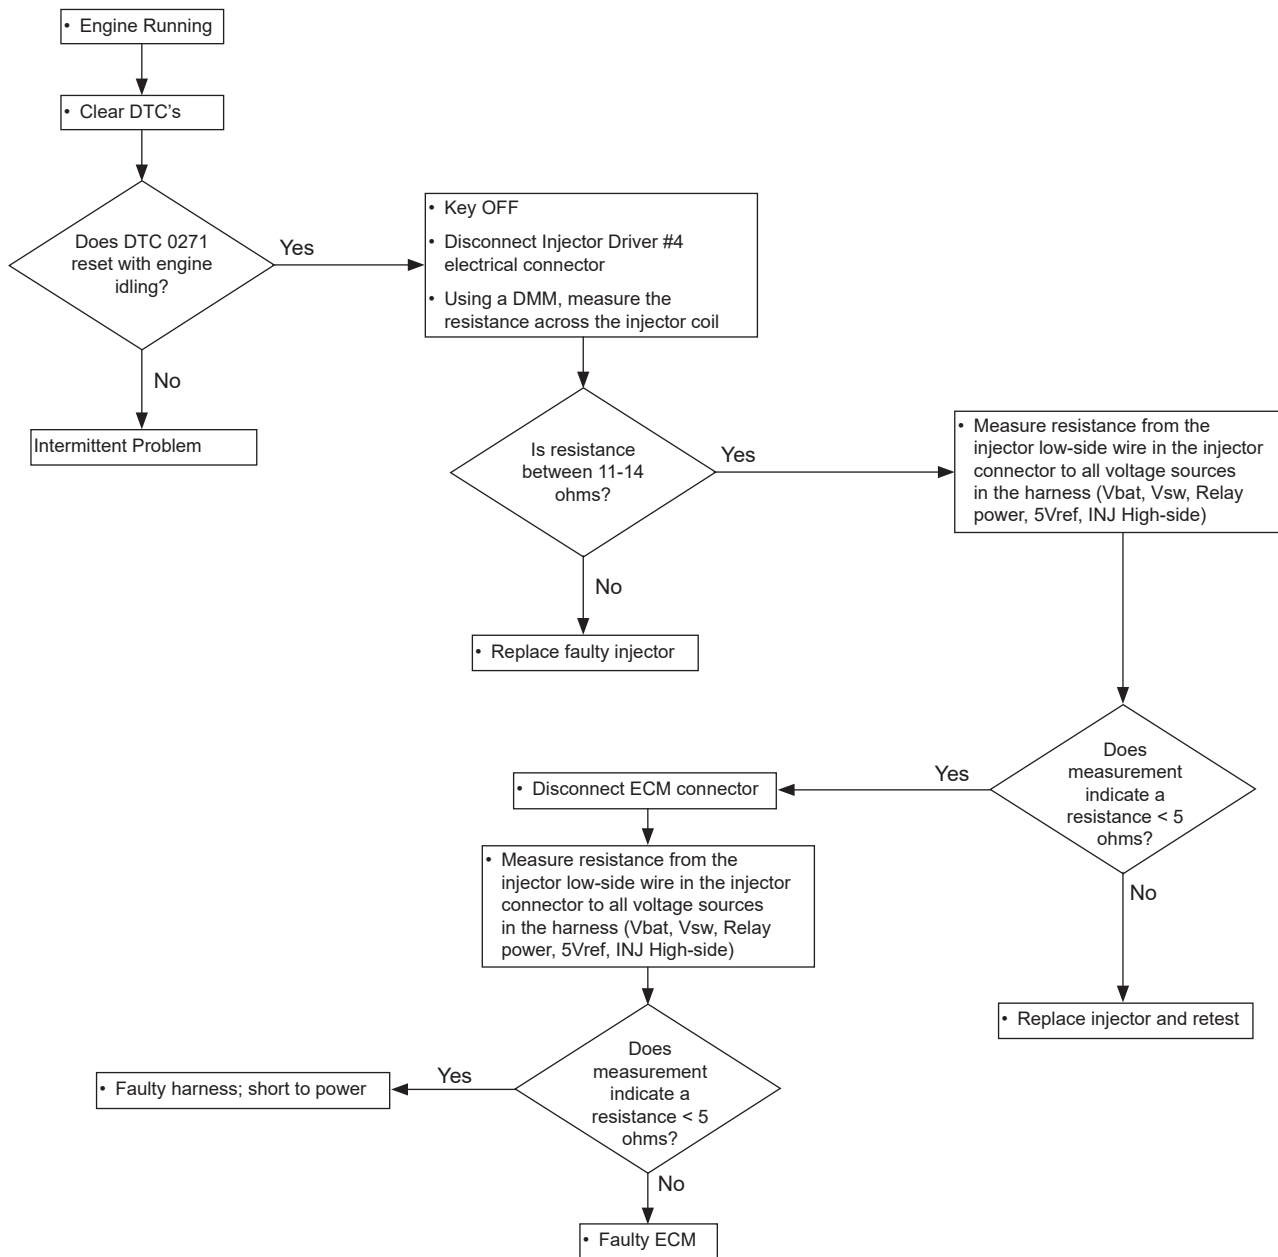 • Engine Running
• Clear DTC's
Does DTC 0271
reset with engine
idling?
Yes
No
Intermittent Problem
• Key OFF
• Disconnect Injector Driver #4
electrical connector
• Using a DMM, measure the
resistance across the injector coil
Is resistance
between 11-14
ohms?
Yes
No
• Replace faulty injector
• Measure resistance from the
injector low-side wire in the injector
connector to all voltage sources
in the harness (Vbat, Vsw, Relay
power, 5Vref, INJ High-side)
Does
measurement
indicate a
resistance < 5
ohms?
Yes
No
• Replace injector and retest
• Disconnect ECM connector
• Measure resistance from the
injector low-side wire in the injector
connector to all voltage sources
in the harness (Vbat, Vsw, Relay
power, 5Vref, INJ High-side)
Does
measurement
indicate a
resistance < 5
ohms?
Yes
• Faulty harness; short to power
No
• Faulty ECM